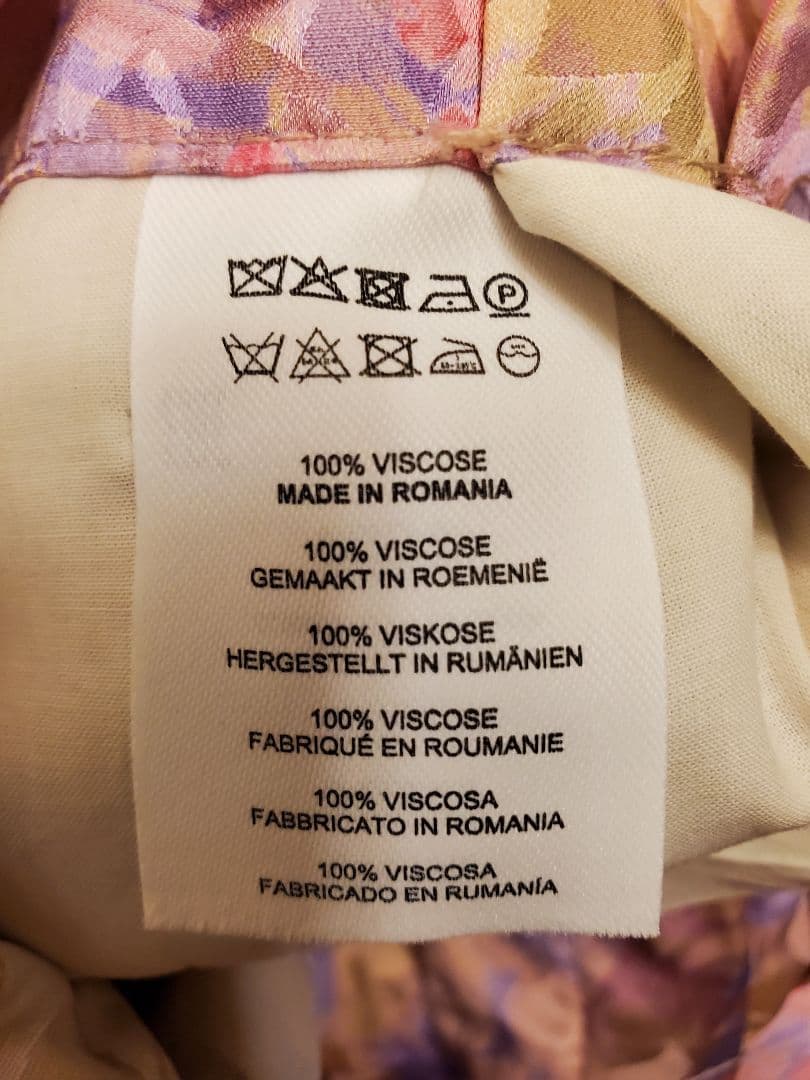 P
100% VISCOSE
MADE IN ROMANIA
100% VISCOSE
GEMAAKT IN ROEMENIË
100% VISKOSE
HERGESTELLT IN RUMÄNIEN
100% VISCOSE
FABRIQUÉ EN ROUMANIE
100% VISCOSA
FABBRICATO IN ROMANIA
100% VISCOSA
FABRICADO EN RUMANÍA